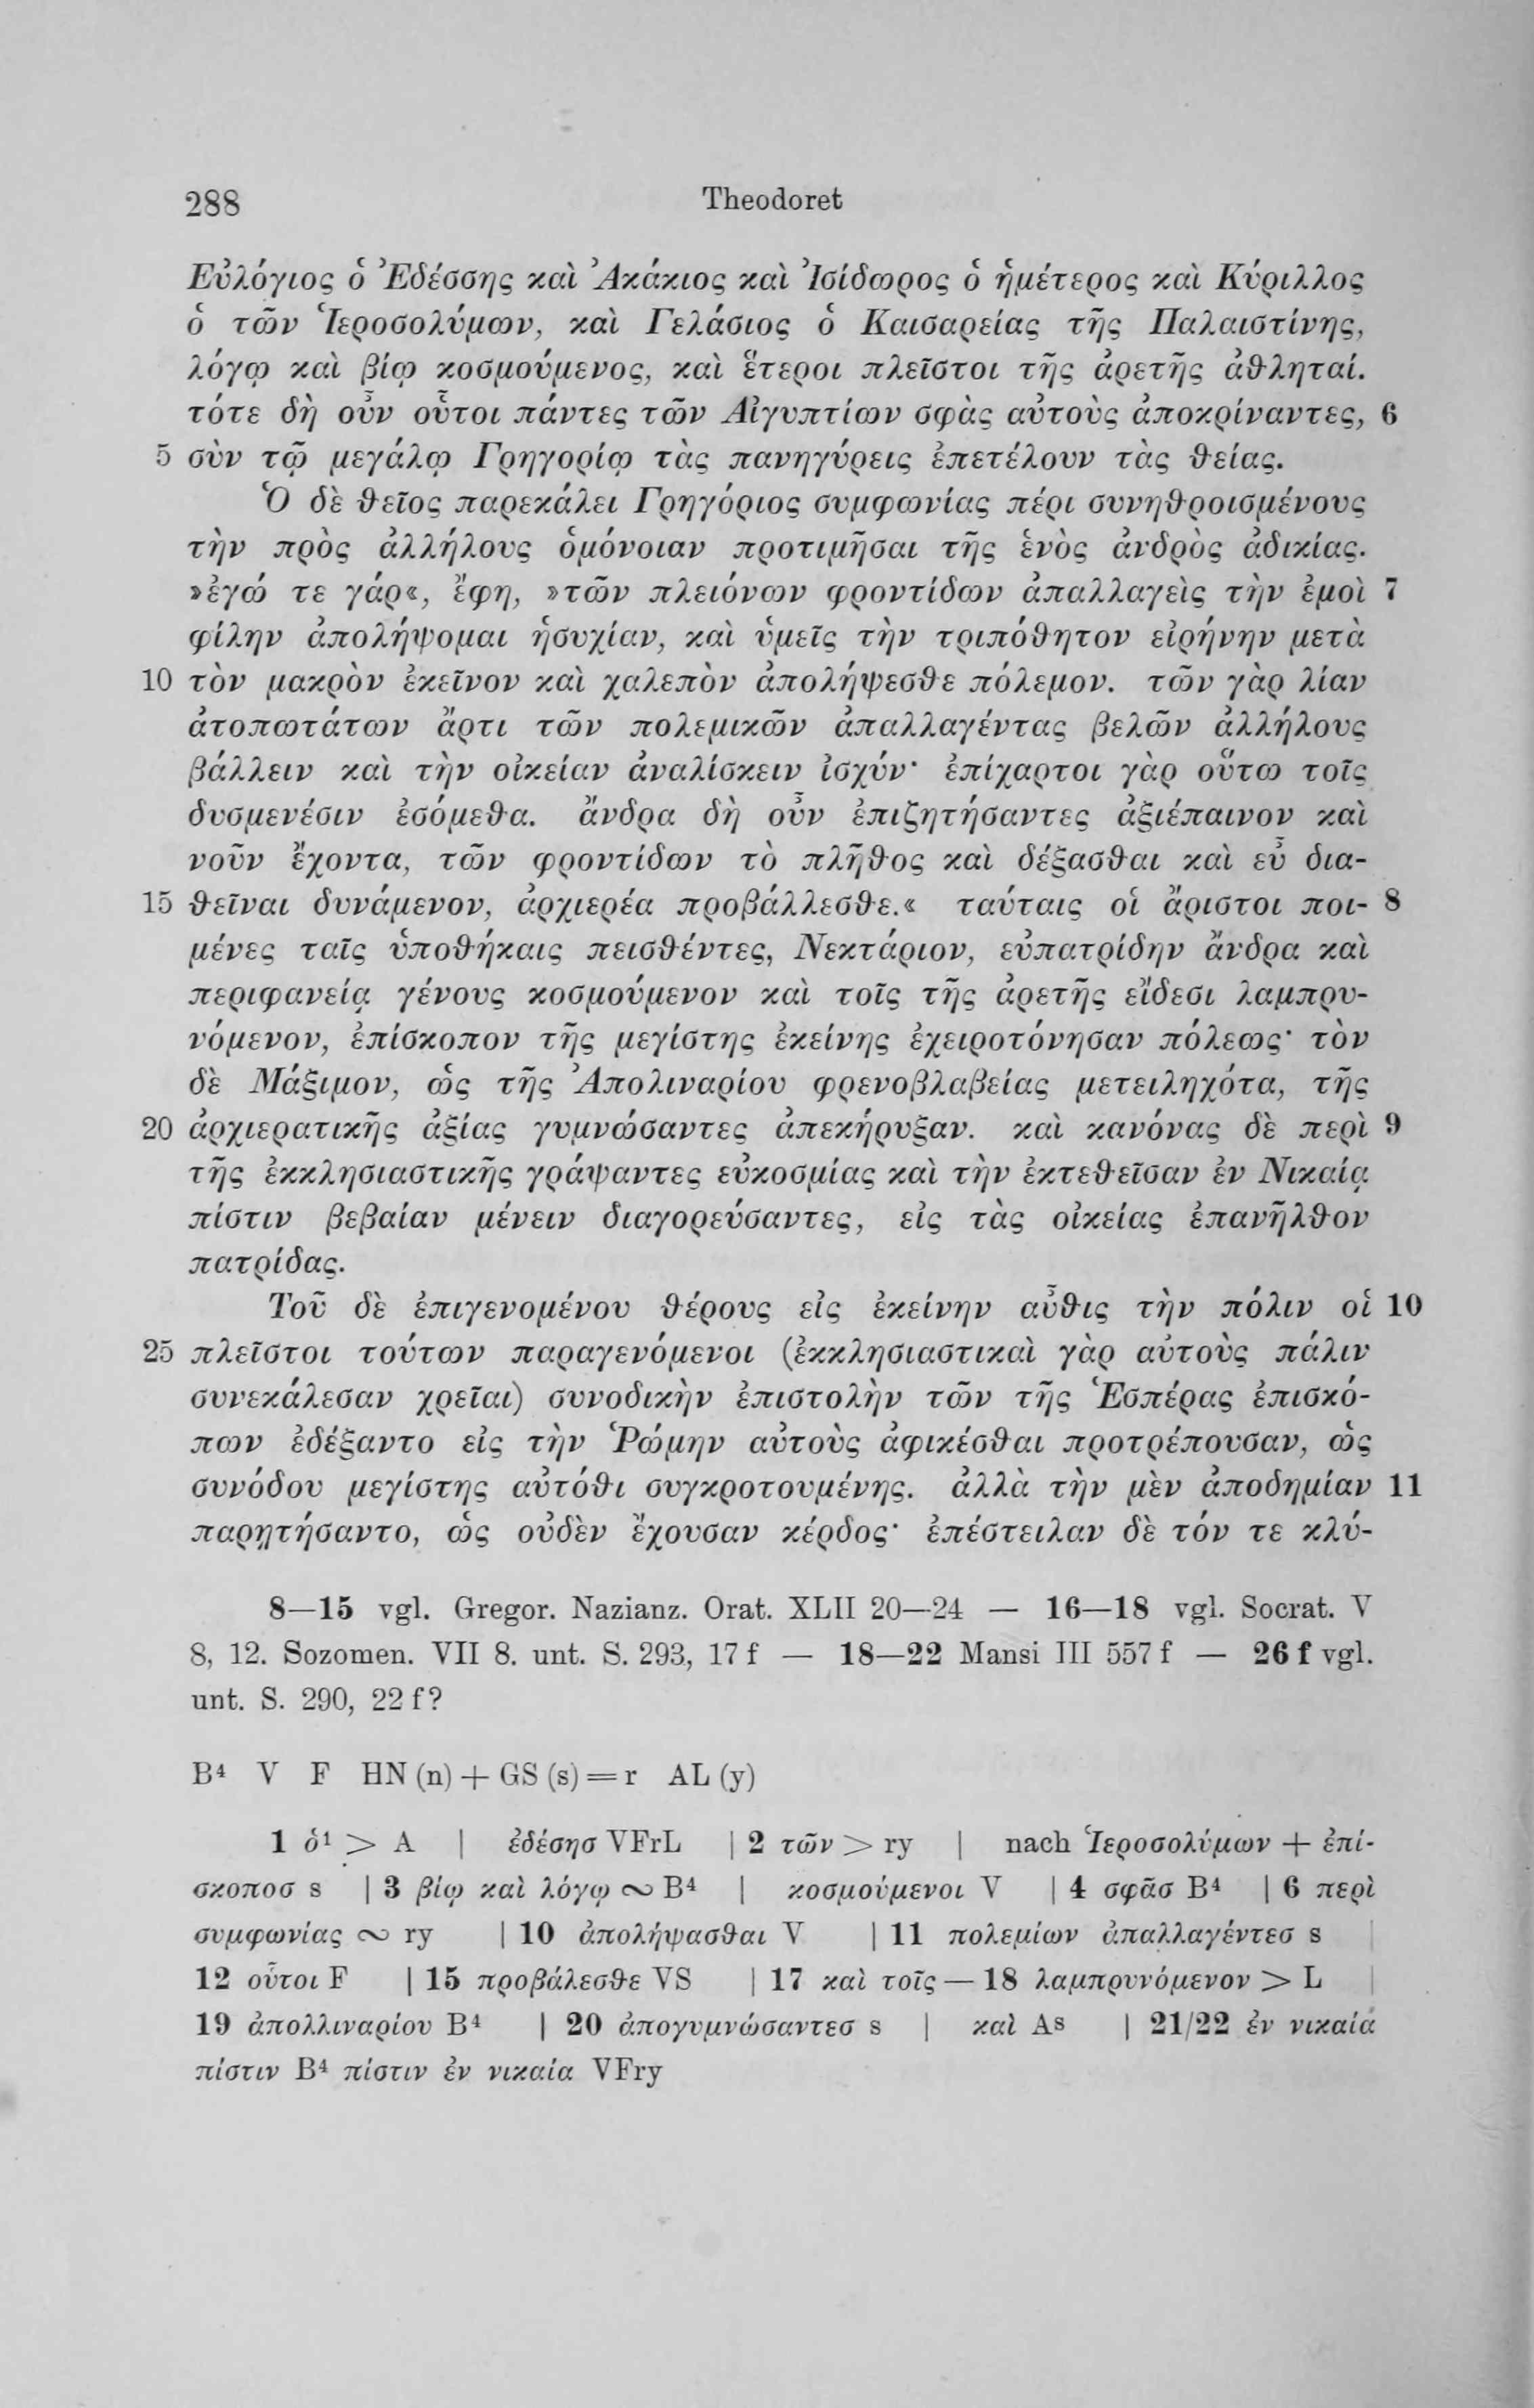 288 Theodoret
Εὐλόγιος ὁ Ἐδέσσης καὶ Ἀκάκιος καὶ Ἰσίδωρος ὁ ἡμέτερος καὶ Κύριλλος
ὁ τῶν Ἱεροσολύμων, καὶ Γελάσιος ὁ Καισαρείας τῆς Παλαιστίνης,
λόγῳ καὶ βίῳ κοσμούμενος, καὶ ἕτεροι πλεῖστοι τῆς ἀρετῆς ἀθληταί.
τότε δὴ οὖν οὗτοι πάντες τῶν Αἰγυπτίων σφὰς αὐτοὺς ἀποκρίναντες, 6
5 σὺν τῷ μεγάλῳ Γρηγορίῳ τὰς πανηγύρεις ἐπετέλουν τὰς θείας.
Ὁ δὲ θεῖος παρεκάλει Γρηγόριος συμφωνίας πέρι συνηθροισμένους
τὴν πρὸς ἀλλήλους ὁμόνοιαν προτιμῆσαι τῆς ἑνὸς ἀνδρὸς ἀδικίας.
»ἐγώ τε γάρ«, ἔφη, »τῶν πλειόνων φροντίδων ἀπαλλαγεὶς τὴν ἐμοὶ 7
φίλην ἀπολήψομαι ἡσυχίαν, καὶ ὑμεῖς τὴν τριπόθητον εἰρήνην μετὰ
10 τὸν μακρὸν ἐκεῖνον καὶ χαλεπὸν ἀπολήψεσθε πόλεμον. τῶν γὰρ λίαν
ἀτοπωτάτων ἄρτι τῶν πολεμικῶν ἀπαλλαγέντας βελῶν ἀλλήλους
βάλλειν καὶ τὴν οἰκείαν ἀναλίσκειν ἰσχύν· ἐπίχαρτοι γὰρ οὕτω τοῖς
δυσμενέσιν ἐσόμεθα. ἄνδρα δὴ οὖν ἐπιζητήσαντες ἀξιέπαινον καὶ
νοῦν ἔχοντα, τῶν φροντίδων τὸ πλῆθος καὶ δέξασθαι καὶ εὖ δια-
15 θεῖναι δυνάμενον, ἀρχιερέα προβάλλεσθε.« ταύταις οἱ ἄριστοι ποι- 8
μένες ταῖς ὑποθήκαις πεισθέντες, Νεκτάριον, εὐπατρίδην ἄνδρα καὶ
περιφανείᾳ γένους κοσμούμενον καὶ τοῖς τῆς ἀρετῆς εἴδεσι λαμπρυ-
νόμενον, ἐπίσκοπον τῆς μεγίστης ἐκείνης ἐχειροτόνησαν πόλεως· τὸν
δὲ Μάξιμον, ὡς τῆς Ἀπολιναρίου φρενοβλαβείας μετειληχότα, τῆς
20 ἀρχιερατικῆς ἀξίας γυμνώσαντες ἀπεκήρυξαν. καὶ κανόνας δὲ περὶ 9
τῆς ἐκκλησιαστικῆς γράψαντες εὐκοσμίας καὶ τὴν ἐκτεθεῖσαν ἐν Νικαίᾳ
πίστιν βεβαίαν μένειν διαγορεύσαντες, εἰς τὰς οἰκείας ἐπανῆλθον
πατρίδας.
Τοῦ δὲ ἐπιγενομένου θέρους εἰς ἐκείνην αὖθις τὴν πόλιν οἱ 10
25 πλεῖστοι τούτων παραγενόμενοι (ἐκκλησιαστικαὶ γὰρ αὐτοὺς πάλιν
συνεκάλεσαν χρεῖαι) συνοδικὴν ἐπιστολὴν τῶν τῆς Ἑσπέρας ἐπισκό-
πων ἐδέξαντο εἰς τὴν Ῥώμην αὐτοὺς ἀφικέσθαι προτρέπουσαν, ὡς
συνόδου μεγίστης αὐτόθι συγκροτουμένης. ἀλλὰ τὴν μὲν ἀποδημίαν 11
παρῃτήσαντο, ὡς οὐδὲν ἔχουσαν κέρδος· ἐπέστειλαν δὲ τόν τε κλύ-
8—15 vgl. Gregor. Nazianz. Orat. XLII 20—24 — 16—18 vgl. Socrat. V
8, 12. Sozomen. VII 8. unt. S. 293, 17 f — 18—22 Mansi III 557 f — 26 f vgl.
unt. S. 290, 22 f?
B⁴ V F HN (n) + GS (s) = r AL (y)
1 ὁ¹ > A | ἐδέσησ VFrL | 2 τῶν > ry | nach Ἱεροσολύμων + ἐπί-
σκοποσ s | 3 βίῳ καὶ λόγῳ ∾ B⁴ | κοσμούμενοι V | 4 σφᾶσ B⁴ | 6 περὶ
συμφωνίας ∾ ry | 10 ἀπολήψασθαι V | 11 πολεμίων ἀπαλλαγέντεσ s |
12 οὗτοι F | 15 προβάλεσθε VS | 17 καὶ τοῖς — 18 λαμπρυνόμενον > L |
19 ἀπολλιναρίου B⁴ | 20 ἀπογυμνώσαντεσ s | καὶ Aˢ | 21/22 ἐν νικαία
πίστιν B⁴ πίστιν ἐν νικαία VFry